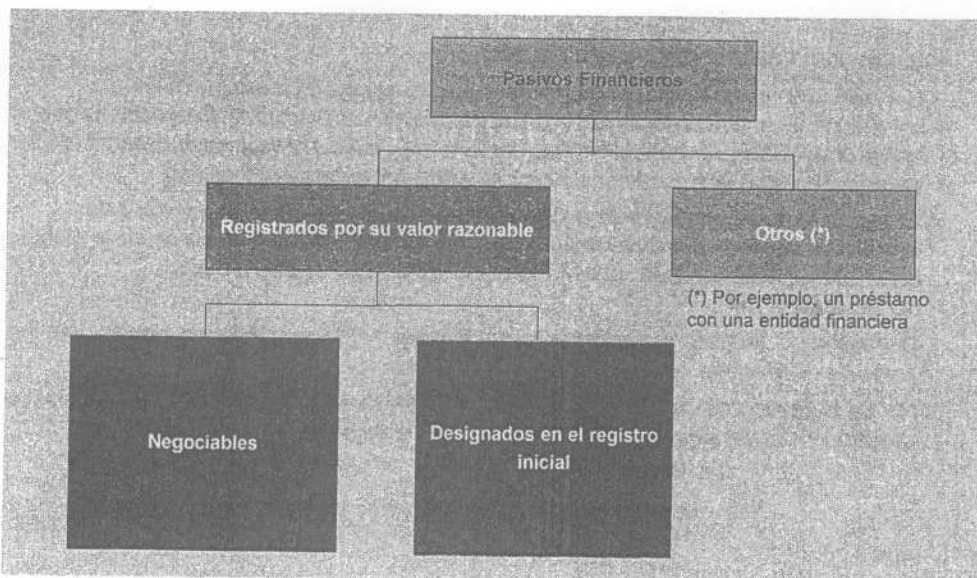 Pasivos Financieros
Registrados por su valor razonable
Otros (*)
(*) Por ejemplo, un préstamo
con una entidad financiera
Negociables
Designados en el registro
inicial